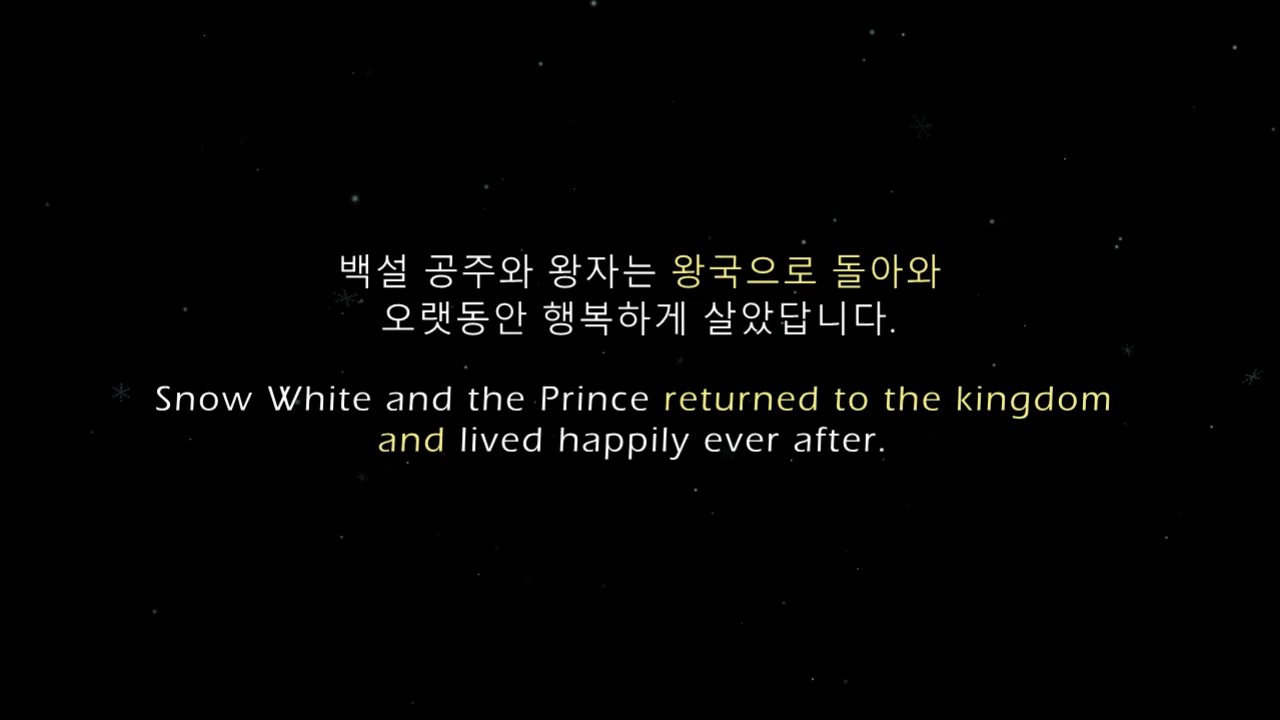 백설 공주와 왕자는 왕국으로 돌아와
오랫동안 행복하게 살았답니다.
Snow White and the Prince returned to the kingdom
and lived happily ever after.